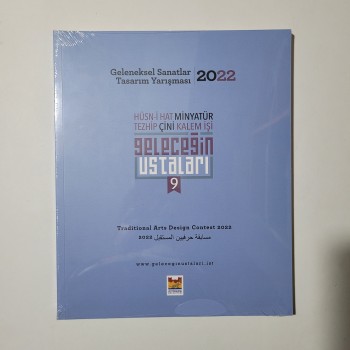 Geleneksel Sanatlar
Tasarım Yarışması
2022
HÜSN-İ HAT MİNYATÜR
TEZHİP ÇİNİ KALEM İŞİ
geleceğin
ustaları
9
Traditional Arts Design Contest 2022
مسابقة حرفيين المستقبل 2022
www.geleceginustalari.ist